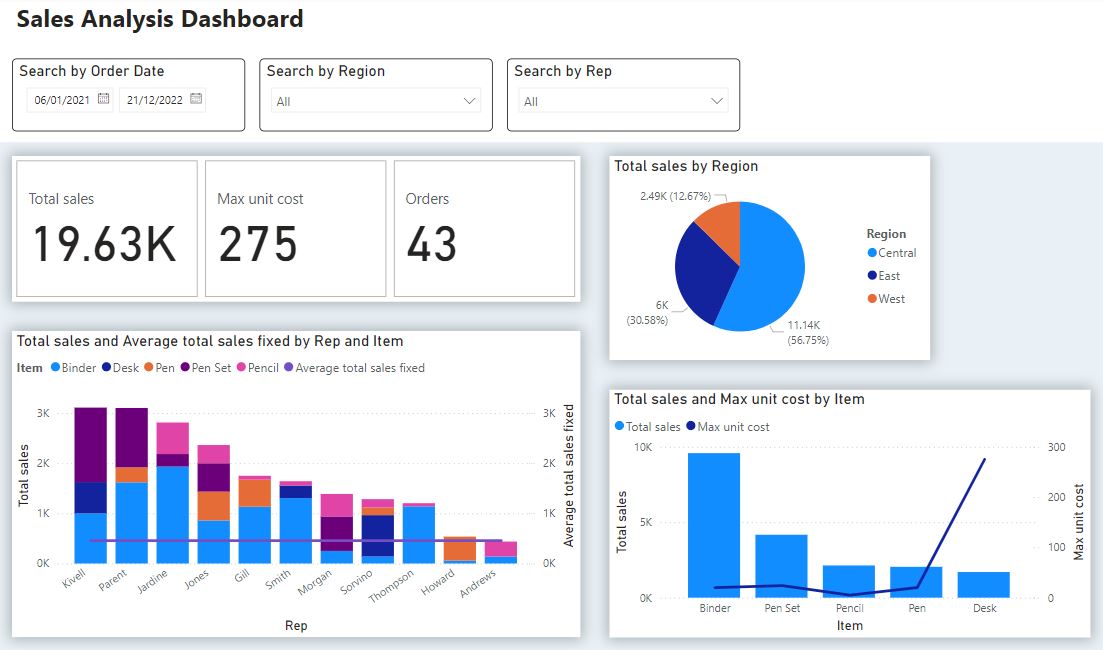 Sales Analysis Dashboard
Search by Order Date
06/01/2021 21/12/2022
Search by Region
All
Search by Rep
All
Total sales
19.63K
Max unit cost
275
Orders
43
Total sales by Region
2.49K (12.67%)
6K
(30.58%)
11.14K
(56.75%)
Region
Central
East
West
Total sales and Average total sales fixed by Rep and Item
Item Binder Desk Pen Pen Set Pencil Average total sales fixed
Total sales
3K
2K
1K
0K
3K
2K
1K
0K
Average total sales fixed
Kivell Parent Jardine Jones Gill Smith Morgan Sorvino Thompson Howard Andrews
Rep
Total sales and Max unit cost by Item
Total sales Max unit cost
Total sales
10K
5K
0K
300
200
100
0
Max unit cost
Binder Pen Set Pencil Pen Desk
Item